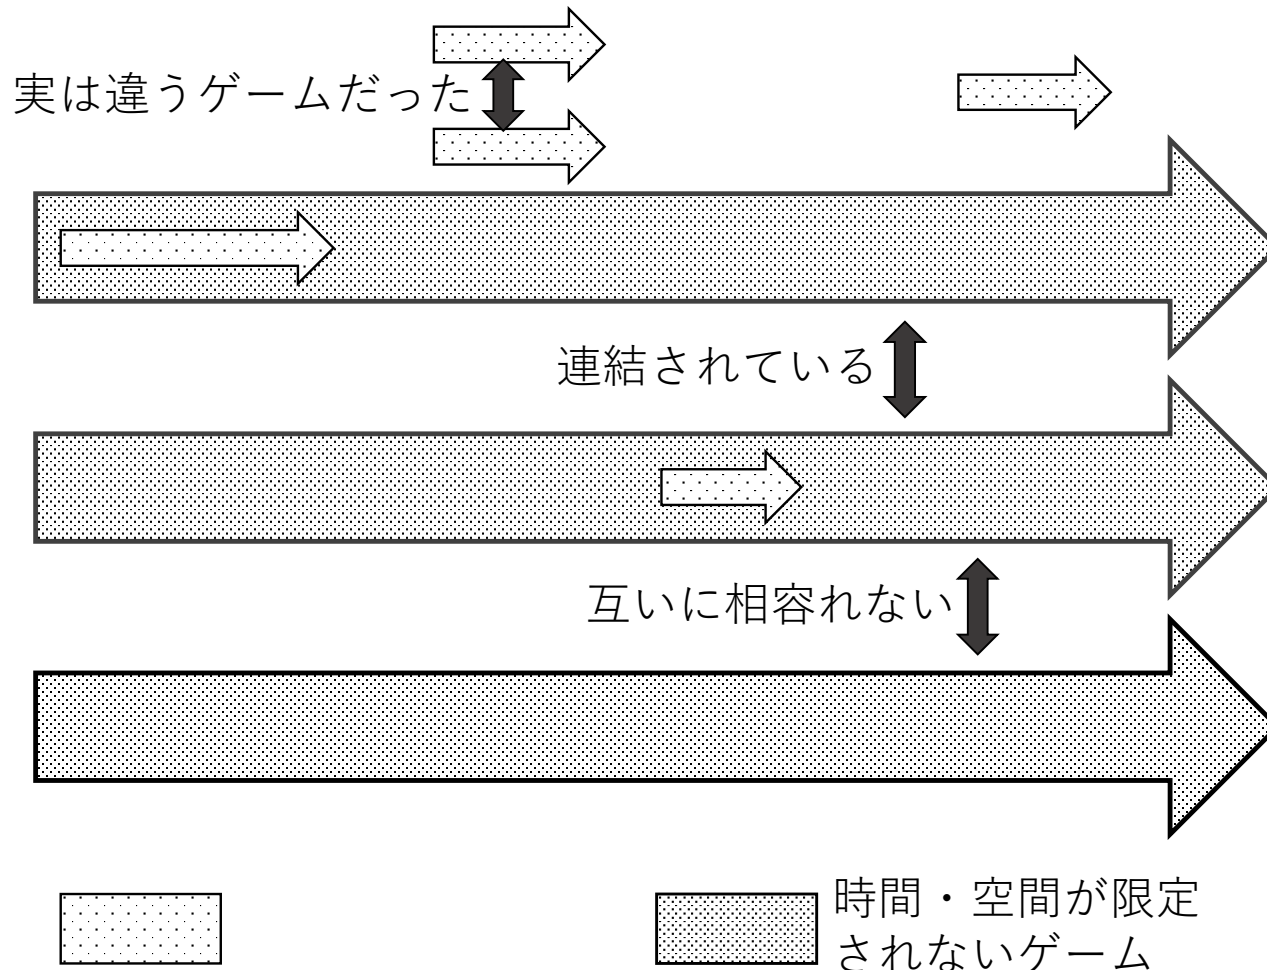 実は違うゲームだった
連結されている
互いに相容れない
時間・空間が限定
されないゲーム